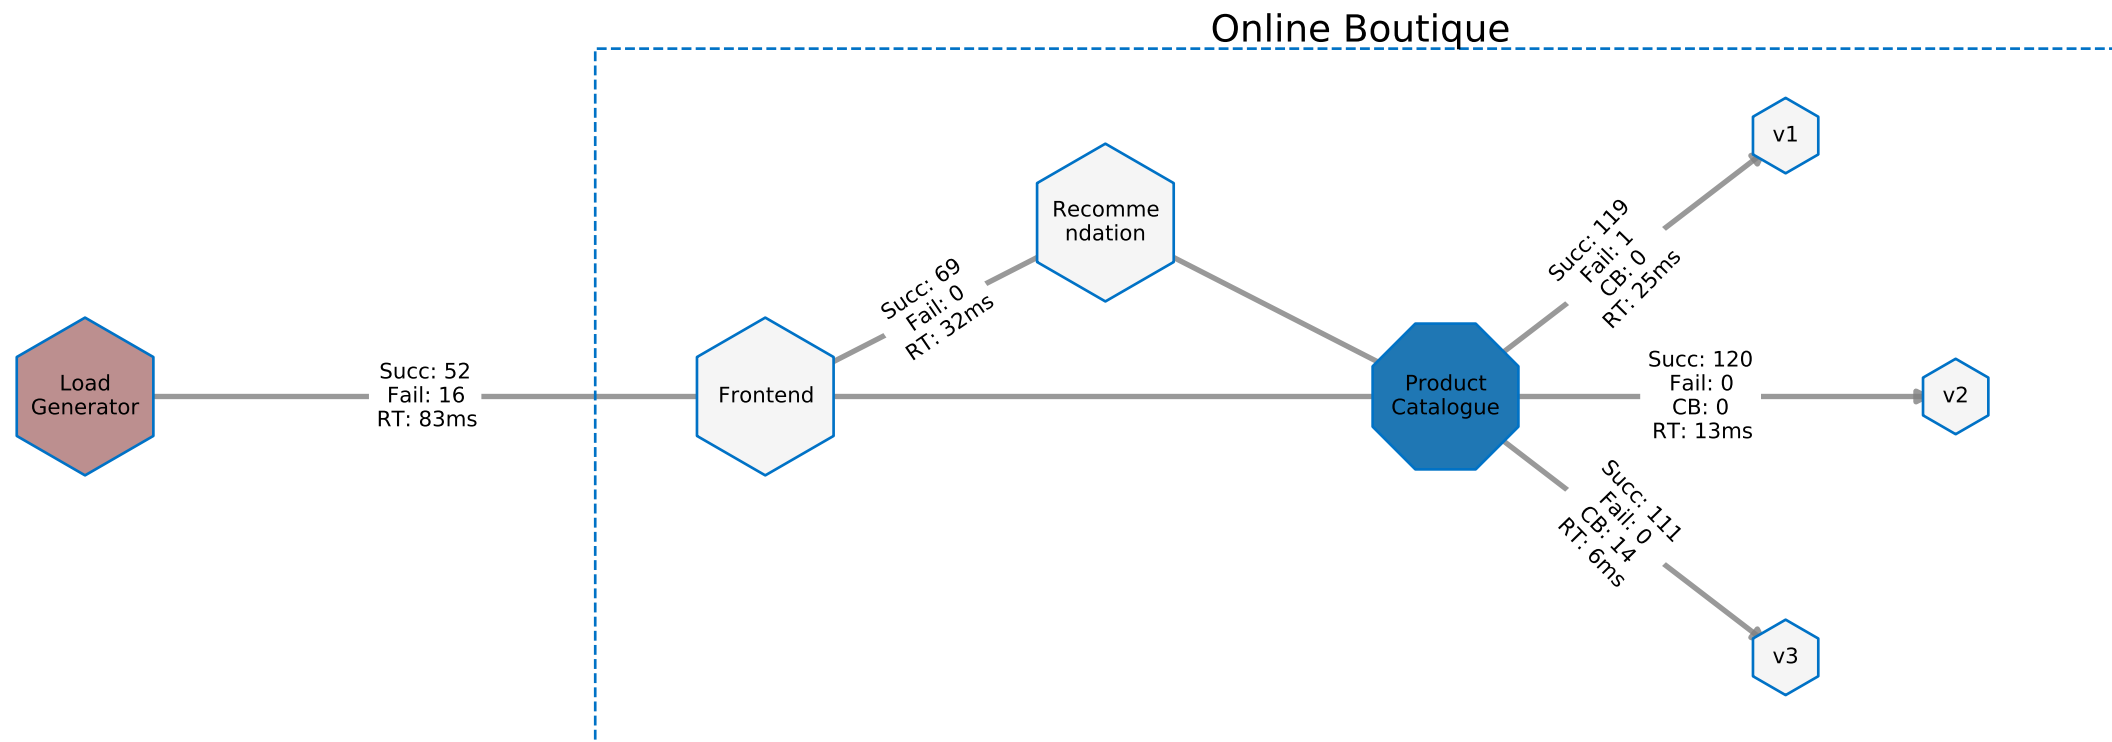 Online Boutique
v1
Recomme
ndation
Succ: 119
Fail: 1
CB: 0
RT: 25ms
Succ: 69
Fail: 0
RT: 32ms
Load
Generator
Succ: 52
Fail: 16
RT: 83ms
Frontend
Product
Catalogue
Succ: 120
Fail: 0
CB: 0
RT: 13ms
v2
Succ: 111
Fail: 0
CB: 14
RT: 6ms
v3